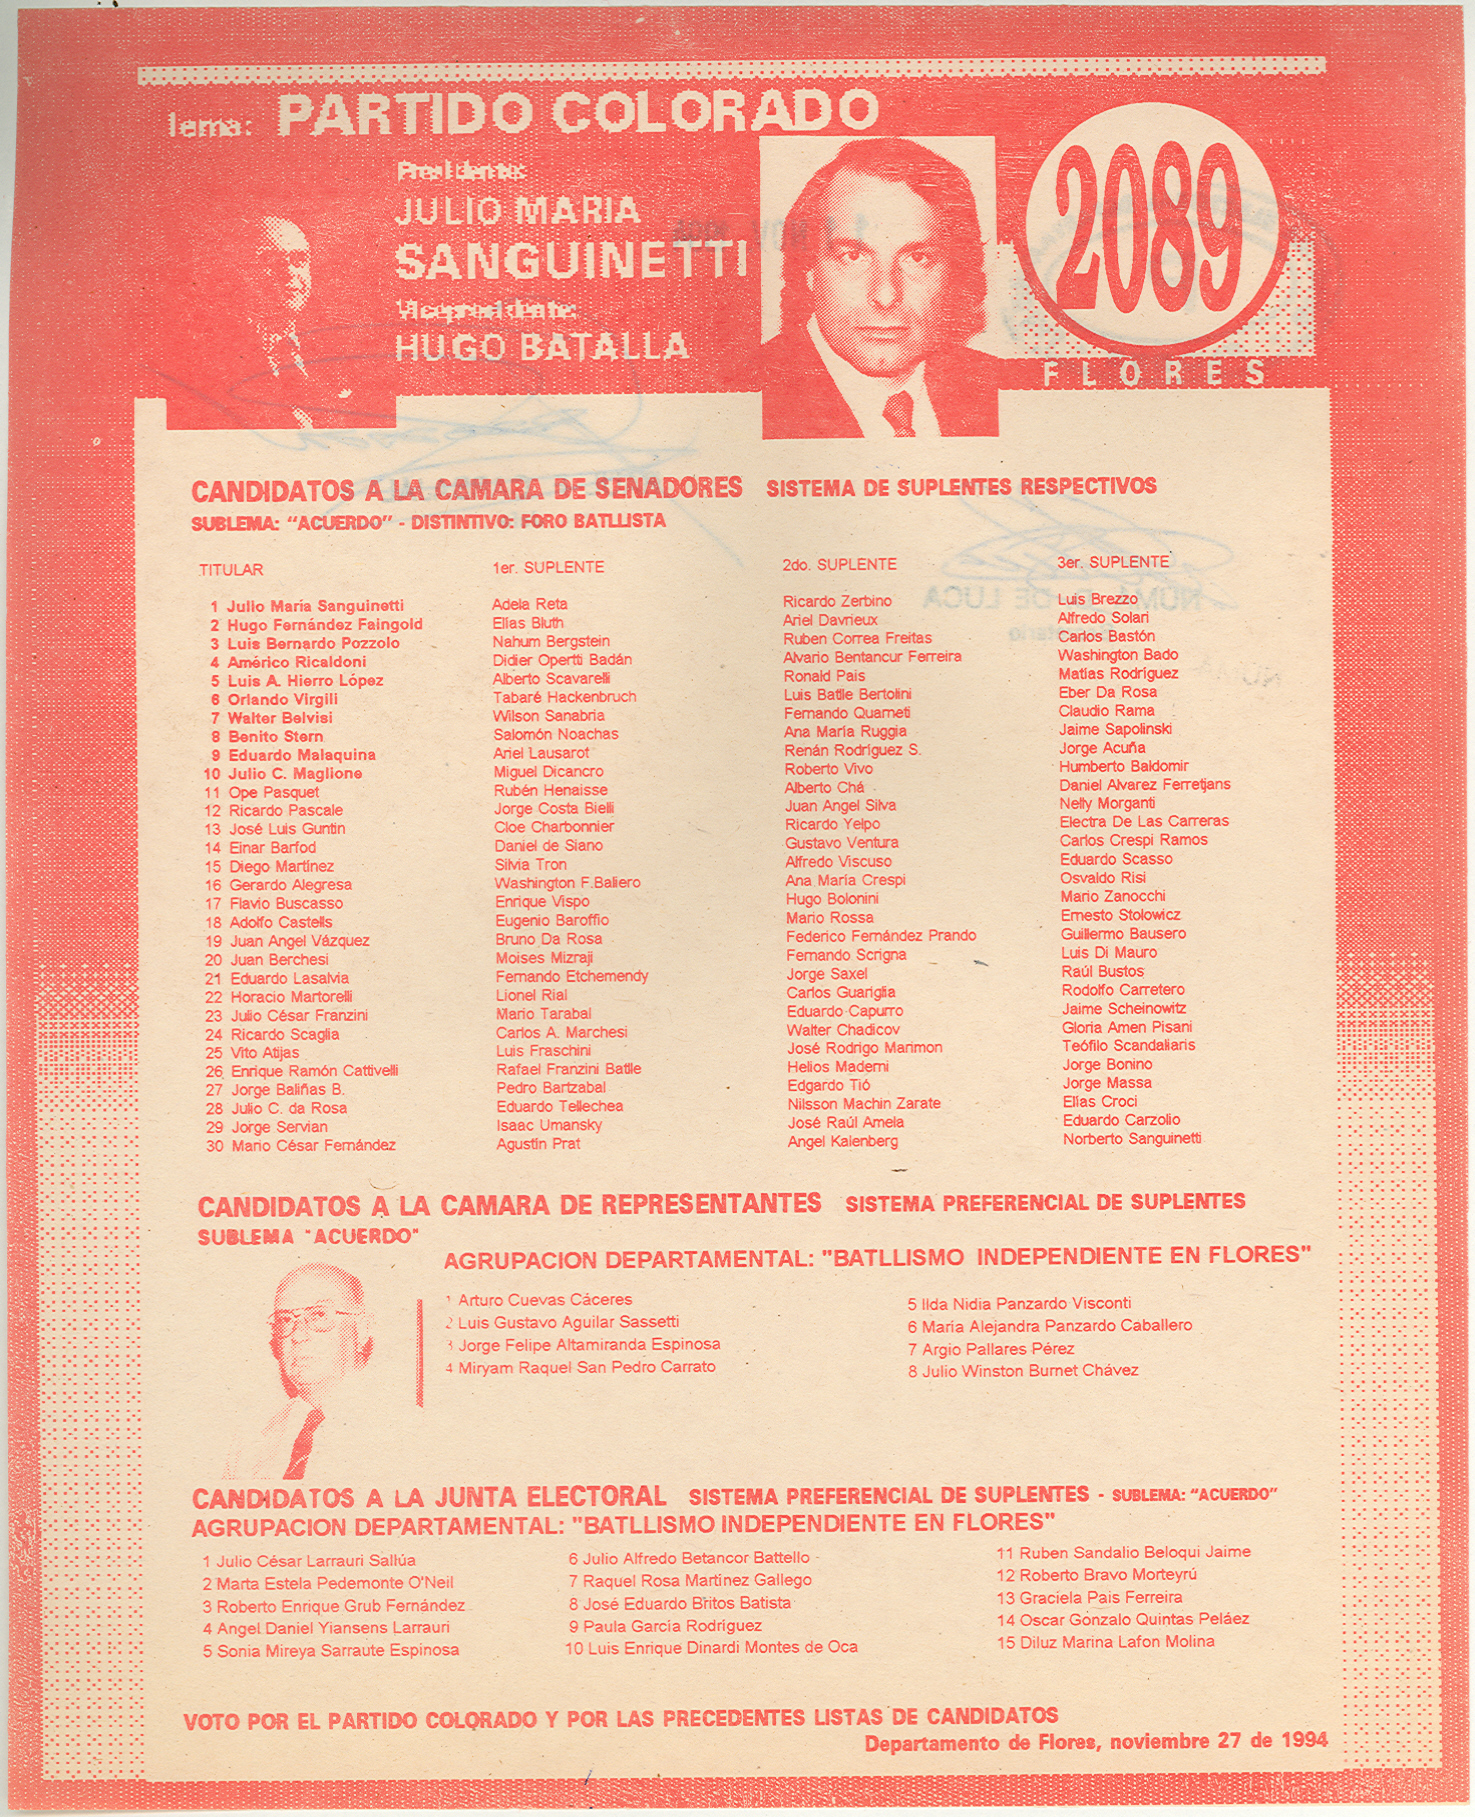 lema: PARTIDO COLORADO
Presidente:
JULIO MARIA
SANGUINETTI
Vicepresidente:
HUGO BATALLA
2089
FLORES
CANDIDATOS A LA CAMARA DE SENADORES SISTEMA DE SUPLENTES RESPECTIVOS
SUBLEMA: "ACUERDO" - DISTINTIVO: FORO BATLLISTA
TITULAR 1er. SUPLENTE 2do. SUPLENTE 3er. SUPLENTE
1 Julio María Sanguinetti Adela Reta Ricardo Zerbino Luis Brezzo
2 Hugo Fernández Faingold Elías Bluth Ariel Davrieux Alfredo Solari
3 Luis Bernardo Pozzolo Nahum Bergstein Ruben Correa Freitas Carlos Bastón
4 Américo Ricaldoni Didier Opertti Badán Alvario Bentancur Ferreira Washington Bado
5 Luis A. Hierro López Alberto Scavarelli Ronald Pais Matías Rodríguez
6 Orlando Virgili Tabaré Hackenbruch Luis Batlle Bertolini Eber Da Rosa
7 Walter Belvisi Wilson Sanabria Fernando Quarneti Claudio Rama
8 Benito Stern Salomón Noachas Ana María Ruggia Jaime Sapolinski
9 Eduardo Malaquina Ariel Lausarot Renán Rodríguez S. Jorge Acuña
10 Julio C. Maglione Miguel Dicancro Roberto Vivo Humberto Baldomir
11 Ope Pasquet Rubén Henaisse Alberto Chá Daniel Alvarez Ferretjans
12 Ricardo Pascale Jorge Costa Bielli Juan Angel Silva Nelly Morganti
13 José Luis Guntin Cloe Charbonnier Ricardo Yelpo Electra De Las Carreras
14 Einar Barfod Daniel de Siano Gustavo Ventura Carlos Crespi Ramos
15 Diego Martínez Silvia Tron Alfredo Viscuso Eduardo Scasso
16 Gerardo Alegresa Washington F.Baliero Ana María Crespi Osvaldo Risi
17 Flavio Buscasso Enrique Vispo Hugo Bolonini Mario Zanocchi
18 Adolfo Castells Eugenio Baroffio Mario Rossa Ernesto Stolowicz
19 Juan Angel Vázquez Bruno Da Rosa Federico Fernández Prando Guillermo Bausero
20 Juan Berchesi Moises Mizraji Fernando Scrigna Luis Di Mauro
21 Eduardo Lasalvia Fernando Etchemendy Jorge Saxel Raúl Bustos
22 Horacio Martorelli Lionel Rial Carlos Guariglia Rodolfo Carretero
23 Julio César Franzini Mario Tarabal Eduardo Capurro Jaime Scheinowitz
24 Ricardo Scaglia Carlos A. Marchesi Walter Chadicov Gloria Amen Pisani
25 Vito Atijas Luis Fraschini José Rodrigo Marimon Teófilo Scandaliaris
26 Enrique Ramón Cattivelli Rafael Franzini Batlle Helios Maderni Jorge Bonino
27 Jorge Baliñas B. Pedro Bartzabal Edgardo Tió Jorge Massa
28 Julio C. da Rosa Eduardo Tellechea Nilsson Machin Zarate Elías Croci
29 Jorge Servian Isaac Umansky José Raúl Amela Eduardo Carzolio
30 Mario César Fernández Agustín Prat Angel Kalenberg Norberto Sanguinetti
CANDIDATOS A LA CAMARA DE REPRESENTANTES SISTEMA PREFERENCIAL DE SUPLENTES
SUBLEMA "ACUERDO"
AGRUPACION DEPARTAMENTAL: "BATLLISMO INDEPENDIENTE EN FLORES"
1 Arturo Cuevas Cáceres 5 Ilda Nidia Panzardo Visconti
2 Luis Gustavo Aguilar Sassetti 6 María Alejandra Panzardo Caballero
3 Jorge Felipe Altamiranda Espinosa 7 Argio Pallares Pérez
4 Miryam Raquel San Pedro Carrato 8 Julio Winston Burnet Chávez
CANDIDATOS A LA JUNTA ELECTORAL SISTEMA PREFERENCIAL DE SUPLENTES - SUBLEMA: "ACUERDO"
AGRUPACION DEPARTAMENTAL: "BATLLISMO INDEPENDIENTE EN FLORES"
1 Julio César Larrauri Sallúa 6 Julio Alfredo Betancor Battello 11 Ruben Sandalio Beloqui Jaime
2 Marta Estela Pedemonte O'Neil 7 Raquel Rosa Martínez Gallego 12 Roberto Bravo Morteyrú
3 Roberto Enrique Grub Fernández 8 José Eduardo Britos Batista 13 Graciela Pais Ferreira
4 Angel Daniel Yiansens Larrauri 9 Paula García Rodríguez 14 Oscar Gonzalo Quintas Peláez
5 Sonia Mireya Sarraute Espinosa 10 Luis Enrique Dinardi Montes de Oca 15 Diluz Marina Lafon Molina
VOTO POR EL PARTIDO COLORADO Y POR LAS PRECEDENTES LISTAS DE CANDIDATOS
Departamento de Flores, noviembre 27 de 1994